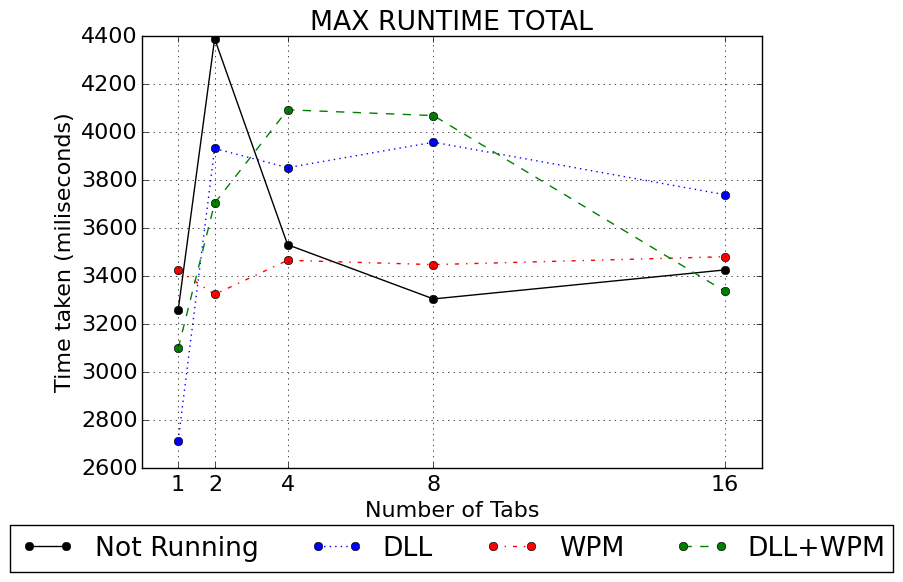 MAX RUNTIME TOTAL
4400
4200
4000
3800
3600
3400
3200
3000
2800
2600
Time taken (miliseconds)
1 2 4 8 16
Number of Tabs
Not Running DLL WPM DLL+WPM